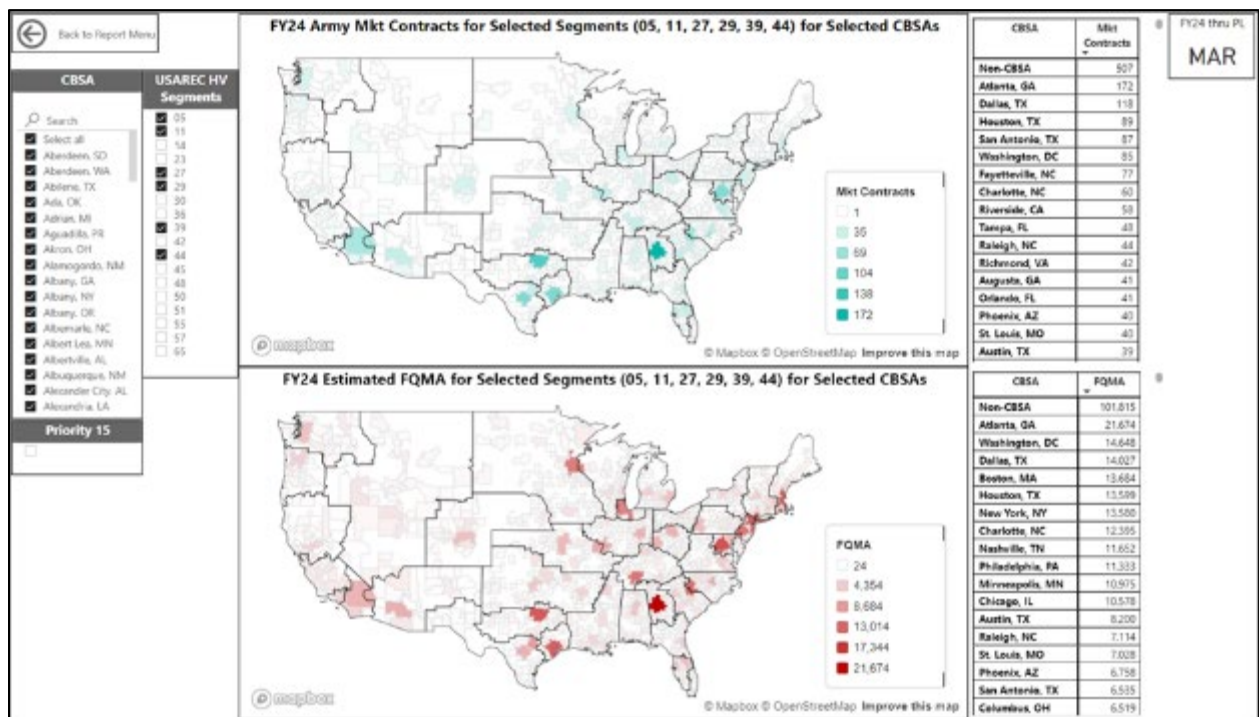 Back to Report Menu
CBSA
Search
Select all
Aberdeen, SD
Aberdeen, WA
Abilene, TX
Ada, OK
Adrian, MI
Aguadilla, PR
Akron, OH
Alamogordo, NM
Albany, GA
Albany, NY
Albany, OR
Albemarle, NC
Albert Lea, MN
Albertville, AL
Albuquerque, NM
Alexander City, AL
Alexandria, LA
Priority 15
USAREC HV
Segments
05
11
14
23
27
29
30
36
39
42
44
45
48
50
51
55
57
65
FY24 Army Mkt Contracts for Selected Segments (05, 11, 27, 29, 39, 44) for Selected CBSAs
Mkt Contracts
1
35
69
104
138
172
mapbox
© Mapbox © OpenStreetMap Improve this map
CBSA Mkt Contracts
Non-CBSA 507
Atlanta, GA 172
Dallas, TX 118
Houston, TX 89
San Antonio, TX 87
Washington, DC 85
Fayetteville, NC 77
Charlotte, NC 60
Riverside, CA 58
Tampa, FL
Raleigh, NC 44
Richmond, VA 42
Augusta, GA 41
Orlando, FL 41
Phoenix, AZ 40
St. Louis, MO 40
Austin, TX 39
FY24 thru PL
MAR
FY24 Estimated FQMA for Selected Segments (05, 11, 27, 29, 39, 44) for Selected CBSAs
FQMA
24
4,354
8,684
13,014
17,344
21,674
mapbox
© Mapbox © OpenStreetMap Improve this map
CBSA FQMA
Non-CBSA 101,815
Atlanta, GA 21,674
Washington, DC 14,648
Dallas, TX 14,027
Boston, MA 13,684
Houston, TX 13,599
New York, NY 13,580
Charlotte, NC 12,395
Nashville, TN 11,652
Philadelphia, PA 11,333
Minneapolis, MN 10,975
Chicago, IL 10,578
Austin, TX 8,200
Raleigh, NC 7,114
St. Louis, MO 7,028
Phoenix, AZ 6,758
San Antonio, TX 6,535
Columbus, OH 6,519